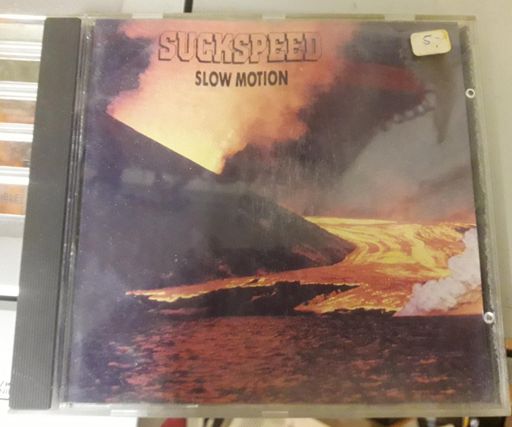 SUCKSPEED
SLOW MOTION
5,-